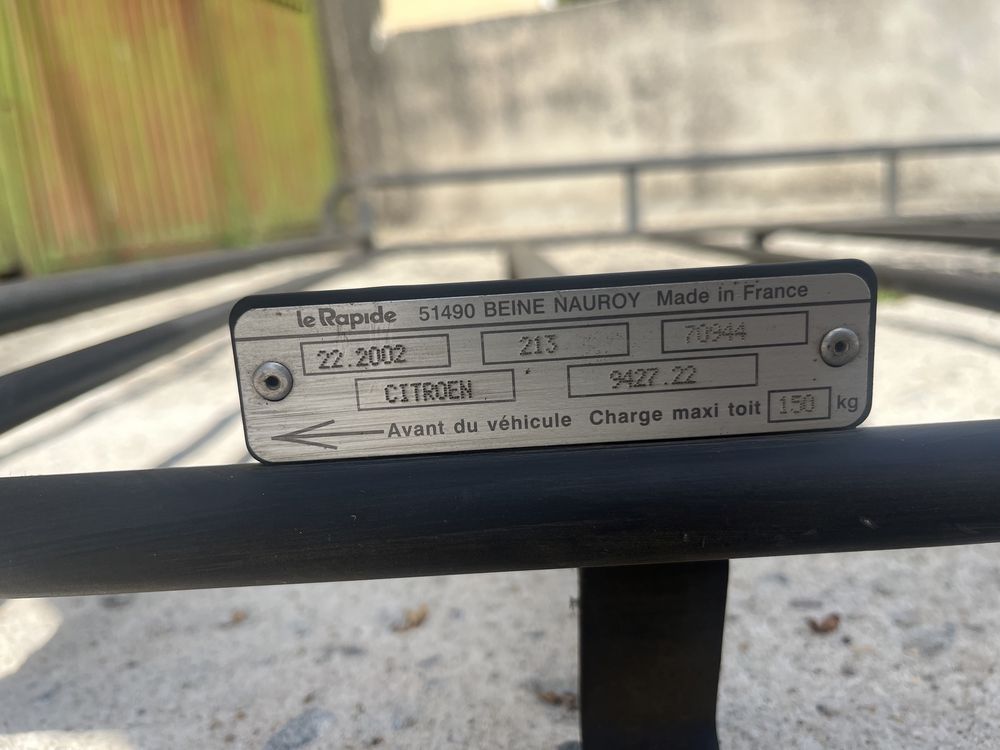 le Rapide 51490 BEINE NAUROY Made in France
22.2002 213 70944
CITROEN 9427.22
Avant du véhicule Charge maxi toit 150 kg